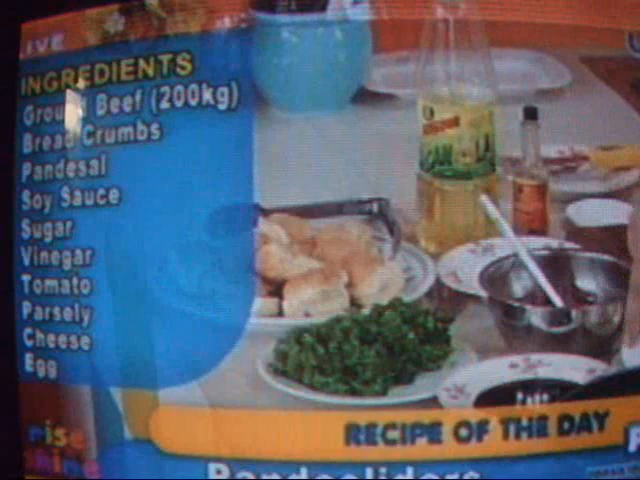 INGREDIENTS
Ground Beef (200kg)
Bread Crumbs
Pandesal
Soy Sauce
Sugar
Vinegar
Tomato
Parsely
Cheese
Egg
RECIPE OF THE DAY
Pandesliders